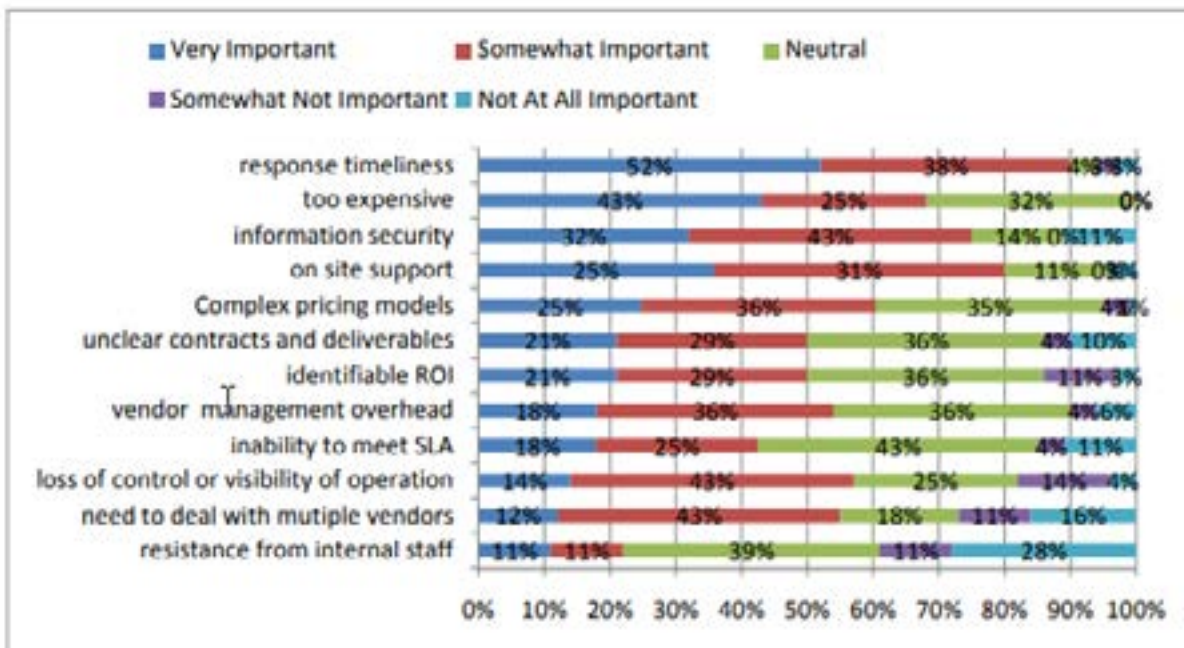 Very Important Somewhat Important Neutral
Somewhat Not Important Not At All Important
response timeliness 52% 38% 4% 3% 3%
too expensive 43% 25% 32% 0%
information security 32% 43% 14% 0% 11%
on site support 25% 31% 11% 0%
Complex pricing models 25% 36% 35% 4%
unclear contracts and deliverables 21% 29% 36% 4% 10%
identifiable ROI 21% 29% 36% 11% 3%
vendor management overhead 18% 36% 36% 4% 6%
inability to meet SLA 18% 25% 43% 4% 11%
loss of control or visibility of operation 14% 43% 25% 14% 4%
need to deal with mutiple vendors 12% 43% 18% 11% 16%
resistance from internal staff 11% 11% 39% 11% 28%
0% 10% 20% 30% 40% 50% 60% 70% 80% 90% 100%